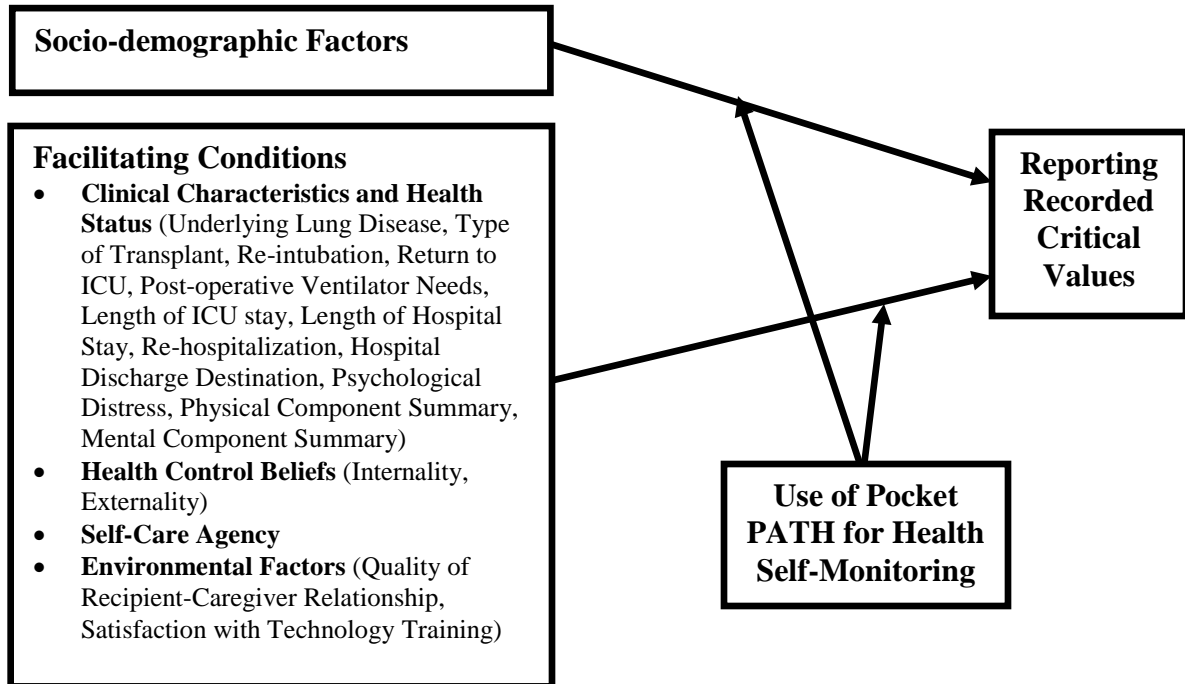 Socio-demographic Factors
Facilitating Conditions
• Clinical Characteristics and Health
Status (Underlying Lung Disease, Type
of Transplant, Re-intubation, Return to
ICU, Post-operative Ventilator Needs,
Length of ICU stay, Length of Hospital
Stay, Re-hospitalization, Hospital
Discharge Destination, Psychological
Distress, Physical Component Summary,
Mental Component Summary)
• Health Control Beliefs (Internality,
Externality)
• Self-Care Agency
• Environmental Factors (Quality of
Recipient-Caregiver Relationship,
Satisfaction with Technology Training)
Reporting
Recorded
Critical
Values
Use of Pocket
PATH for Health
Self-Monitoring